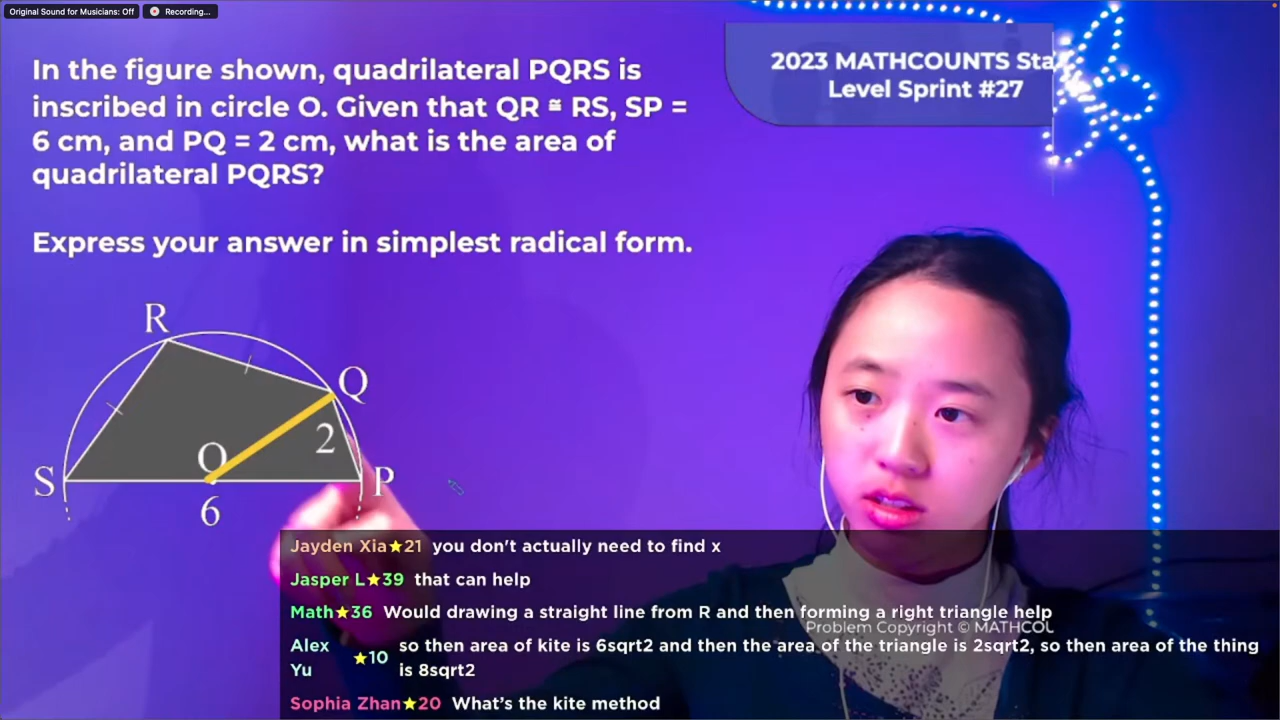 Original Sound for Musicians: Off
Recording...
In the figure shown, quadrilateral PQRS is
inscribed in circle O. Given that QR ≅ RS, SP =
6 cm, and PQ = 2 cm, what is the area of
quadrilateral PQRS?
Express your answer in simplest radical form.
2023 MATHCOUNTS Sta
Level Sprint #27
R
Q
2
O
S
P
6
Jayden Xia★21 you don't actually need to find x
Jasper L★39 that can help
Math★36 Would drawing a straight line from R and then forming a right triangle help
Problem Copyright © MATHCOU
Alex Yu ★10 so then area of kite is 6sqrt2 and then the area of the triangle is 2sqrt2, so then area of the thing
is 8sqrt2
Sophia Zhan★20 What's the kite method